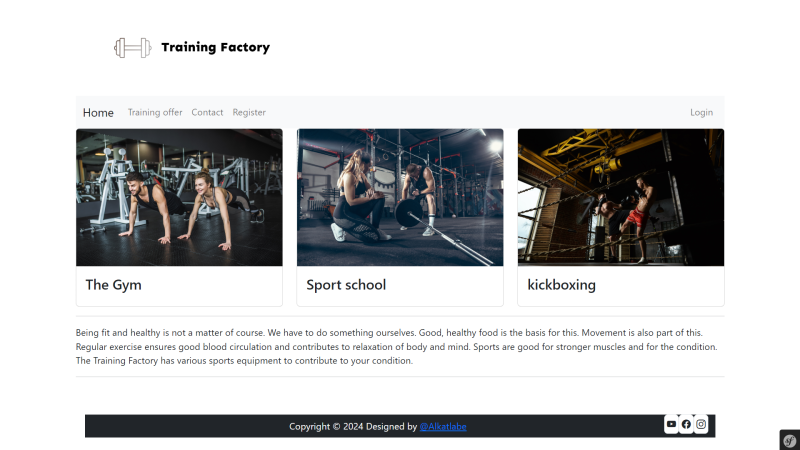 Training Factory
Home Training offer Contact Register Login
The Gym
Sport school
kickboxing
Being fit and healthy is not a matter of course. We have to do something ourselves. Good, healthy food is the basis for this. Movement is also part of this.
Regular exercise ensures good blood circulation and contributes to relaxation of body and mind. Sports are good for stronger muscles and for the condition.
The Training Factory has various sports equipment to contribute to your condition.
Copyright © 2024 Designed by @Alkatlabe